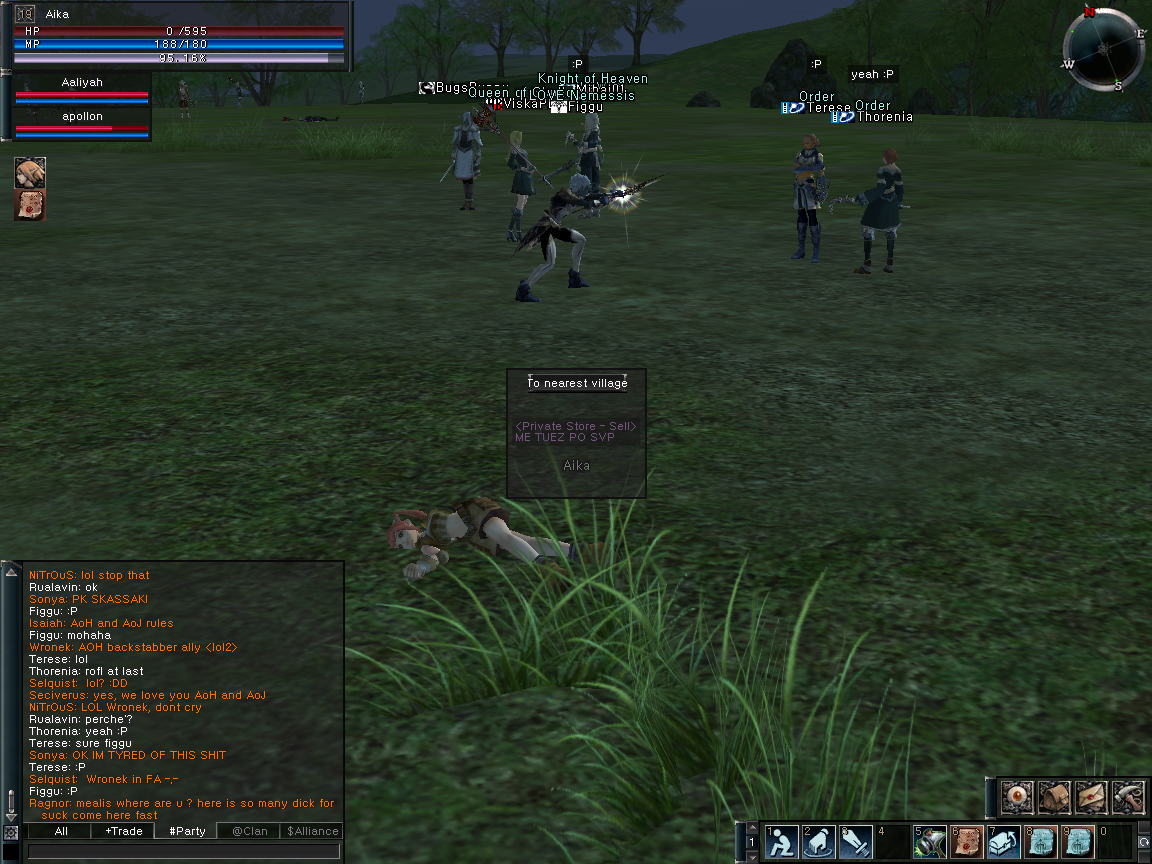 19 Aika
HP 0 /595
MP 188/180
95.16%
Aaliyah
apollon
N
E
W
S
:P
Knight of Heaven
Figgu
:P
yeah :P
Order
Terese
Order
Thorenia
To nearest village
<Private Store - Sell>
ME TUEZ PO SVP
Aika
NiTrOuS: lol stop that
Rualavin: ok
Sonya: PK SKASSAKI
Figgu: :P
Isaiah: AoH and AoJ rules
Figgu: mohaha
Wronek: AOH backstabber ally <lol2>
Terese: lol
Thorenia: rofl at last
Selquist: lol? :DD
Seciverus: yes, we love you AoH and AoJ
NiTrOuS: LOL Wronek, dont cry
Rualavin: perche'?
Thorenia: yeah :P
Terese: sure figgu
Sonya: OK IM TYRED OF THIS SHIT
Terese: :P
Selquist: Wronek in FA -,-
Figgu: :P
Ragnor: mealis where are u ? here is so many dick for
suck come here fast
All +Trade #Party @Clan $Alliance
1 1 2 3 4 5 6 7 8 9 0